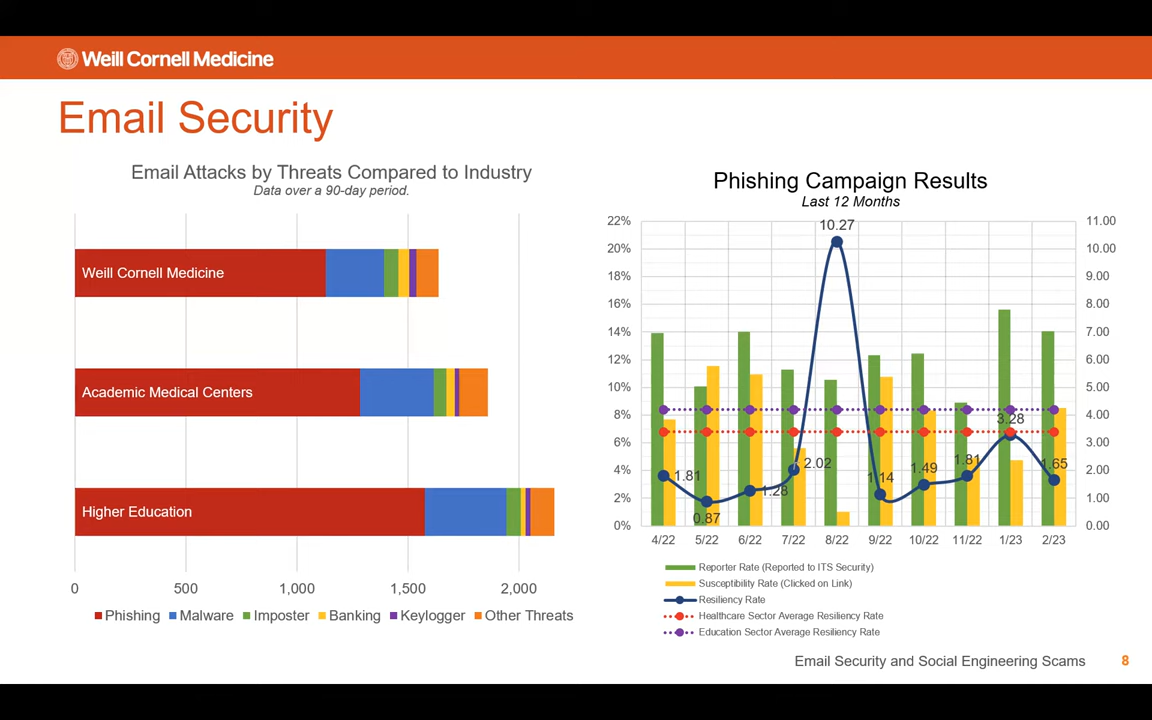 Weill Cornell Medicine
Email Security
Email Attacks by Threats Compared to Industry
Data over a 90-day period.
Weill Cornell Medicine
Academic Medical Centers
Higher Education
0 500 1,000 1,500 2,000
Phishing Malware Imposter Banking Keylogger Other Threats
Phishing Campaign Results
Last 12 Months
22% 11.00
10.27
20% 10.00
18% 9.00
16% 8.00
14% 7.00
12% 6.00
10% 5.00
8% 4.00
3.28
6% 3.00
4% 1.81 2.02 1.49 1.81 1.65 2.00
2% 0.87 1.28 1.14 1.00
0% 0.00
4/22 5/22 6/22 7/22 8/22 9/22 10/22 11/22 1/23 2/23
Reporter Rate (Reported to ITS Security)
Susceptibility Rate (Clicked on Link)
Resiliency Rate
Healthcare Sector Average Resiliency Rate
Education Sector Average Resiliency Rate
Email Security and Social Engineering Scams 8